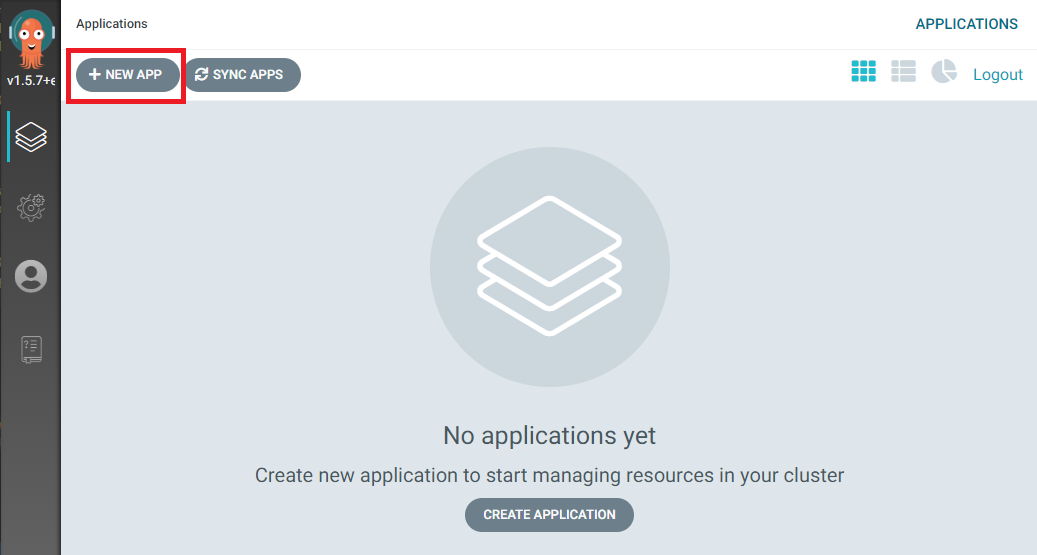 Applications
APPLICATIONS
NEW APP
SYNC APPS
Logout
v1.5.7+e
No applications yet
Create new application to start managing resources in your cluster
CREATE APPLICATION